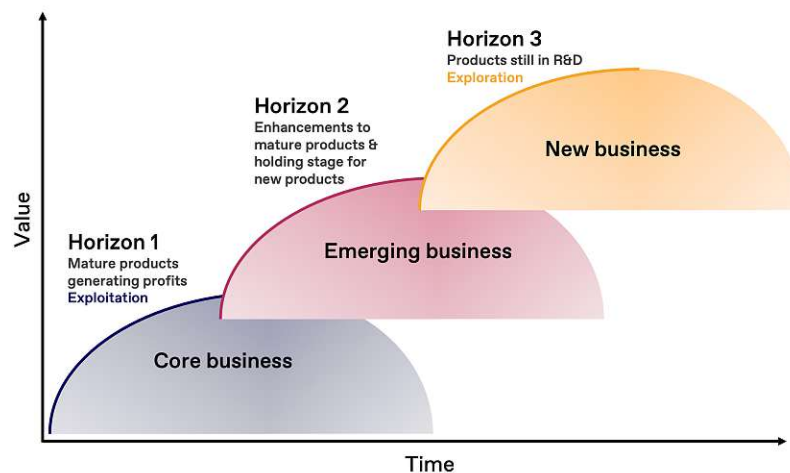 Horizon 3
Products still in R&D
Exploration
New business
Horizon 2
Enhancements to
mature products &
holding stage for
new products
Emerging business
Horizon 1
Mature products
generating profits
Exploitation
Core business
Value
Time